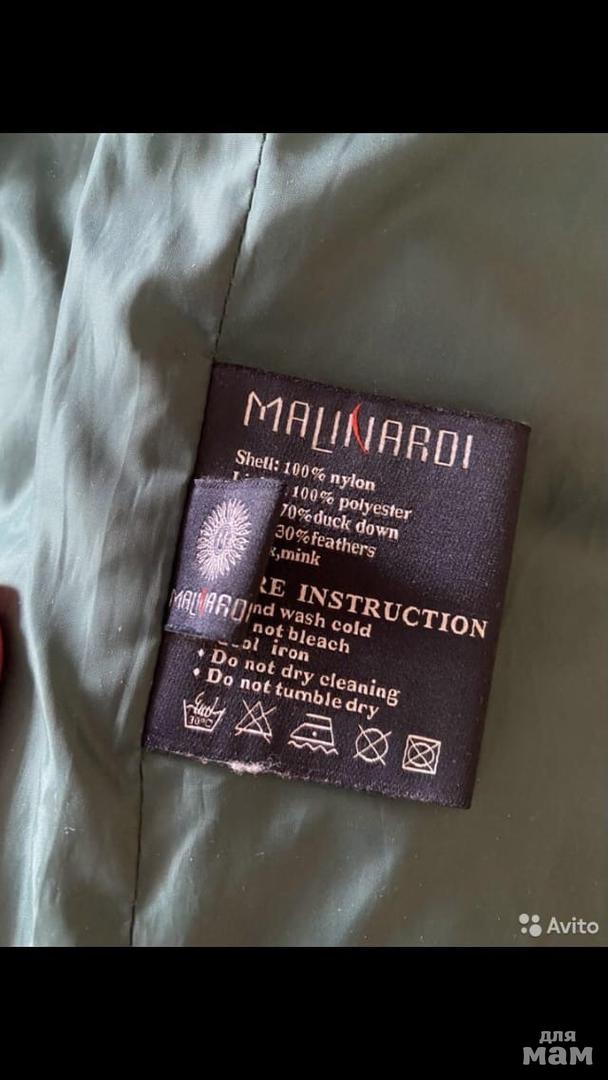 MALINARDI
Shell: 100% nylon
100% polyester
70%duck down
30%feathers
,mink
INSTRUCTION
wash cold
not bleach
iron
• Do not dry cleaning
• Do not tumble dry
30°C
MALINARDI
Avito
для
мам